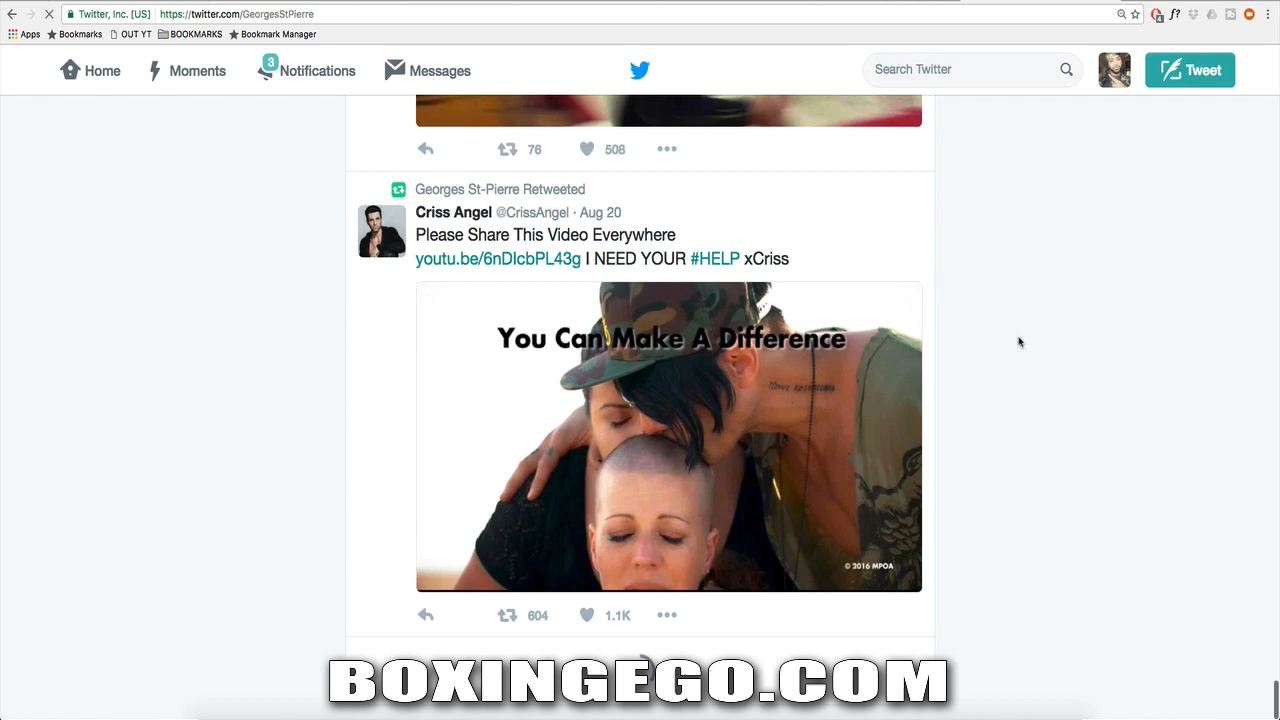 Twitter, Inc. [US]
https://twitter.com/GeorgesStPierre
Apps
Bookmarks
OUT YT
BOOKMARKS
Bookmark Manager
Home
Moments
3
Notifications
Messages
Search Twitter
Tweet
76
508
Georges St-Pierre Retweeted
Criss Angel @CrissAngel · Aug 20
Please Share This Video Everywhere
youtu.be/6nDIcbPL43g I NEED YOUR #HELP xCriss
You Can Make A Difference
© 2016 MPOA
604
1.1K
BOXINGEGO.COM